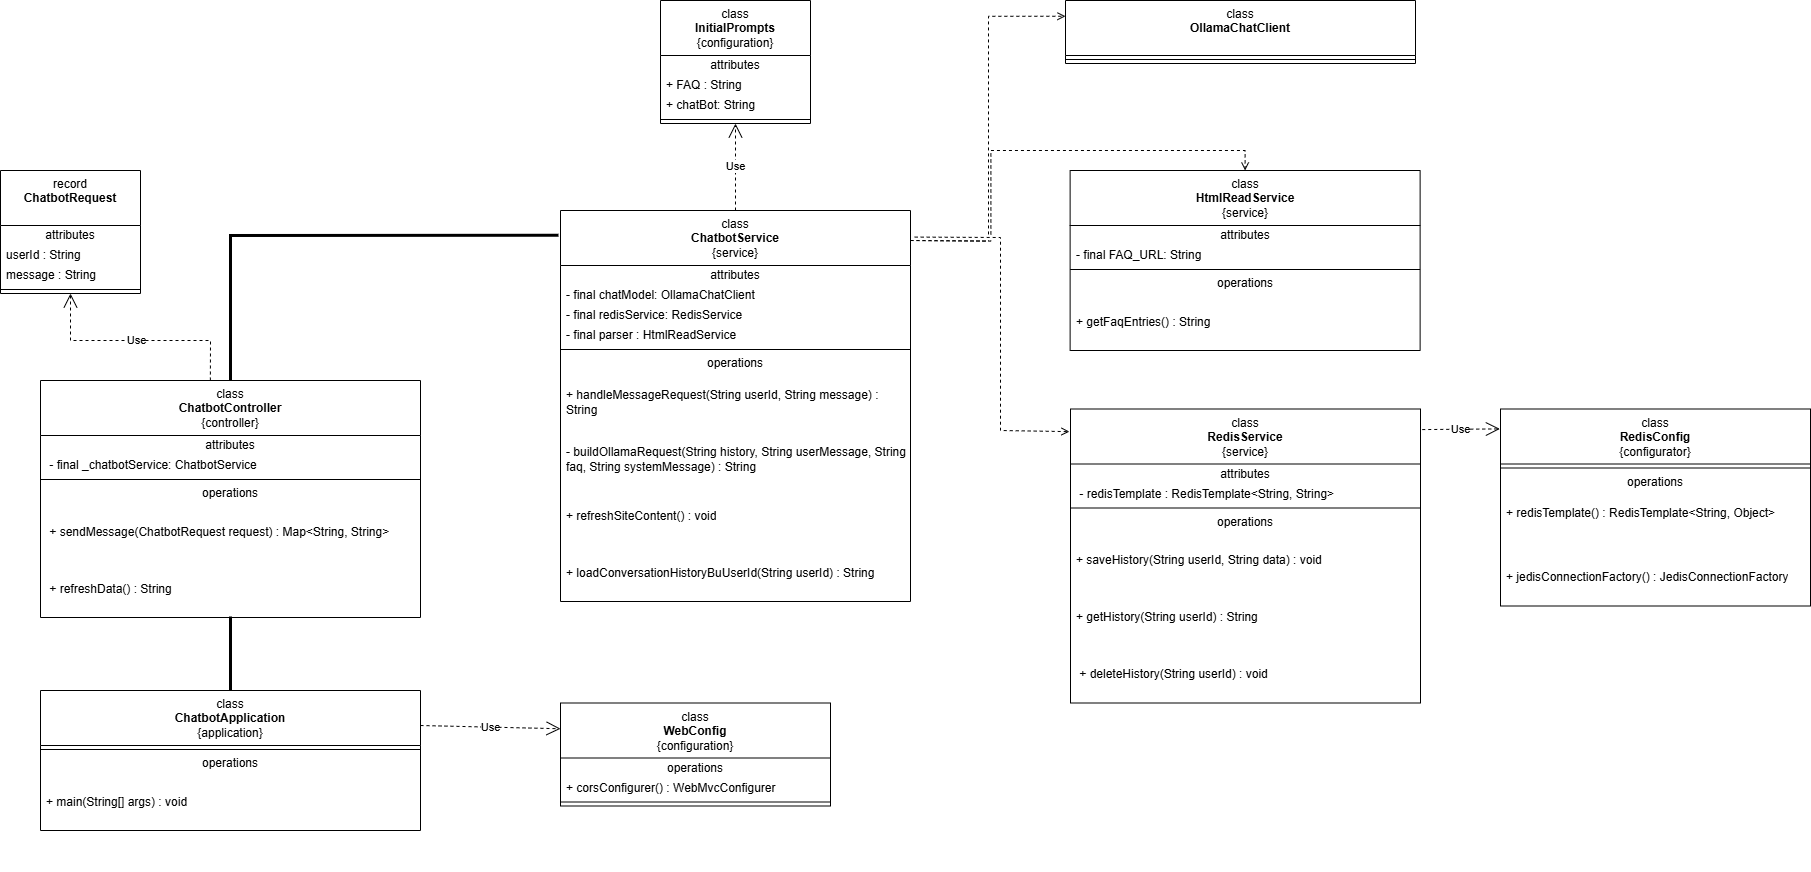 class
InitialPrompts
{configuration}
attributes
+ FAQ : String
+ chatBot: String
class
OllamaChatClient
Use
record
ChatbotRequest
attributes
userId : String
message : String
class
HtmlReadService
{service}
attributes
- final FAQ_URL: String
operations
+ getFaqEntries() : String
class
ChatbotService
{service}
attributes
- final chatModel: OllamaChatClient
- final redisService: RedisService
- final parser : HtmlReadService
operations
+ handleMessageRequest(String userId, String message) :
String
- buildOllamaRequest(String history, String userMessage, String
faq, String systemMessage) : String
+ refreshSiteContent() : void
+ loadConversationHistoryBuUserId(String userId) : String
Use
class
ChatbotController
{controller}
attributes
- final _chatbotService: ChatbotService
operations
+ sendMessage(ChatbotRequest request) : Map<String, String>
+ refreshData() : String
class
RedisService
{service}
attributes
- redisTemplate : RedisTemplate<String, String>
operations
+ saveHistory(String userId, String data) : void
+ getHistory(String userId) : String
+ deleteHistory(String userId) : void
Use
class
RedisConfig
{configurator}
operations
+ redisTemplate() : RedisTemplate<String, Object>
+ jedisConnectionFactory() : JedisConnectionFactory
class
ChatbotApplication
{application}
operations
+ main(String[] args) : void
Use
class
WebConfig
{configuration}
operations
+ corsConfigurer() : WebMvcConfigurer